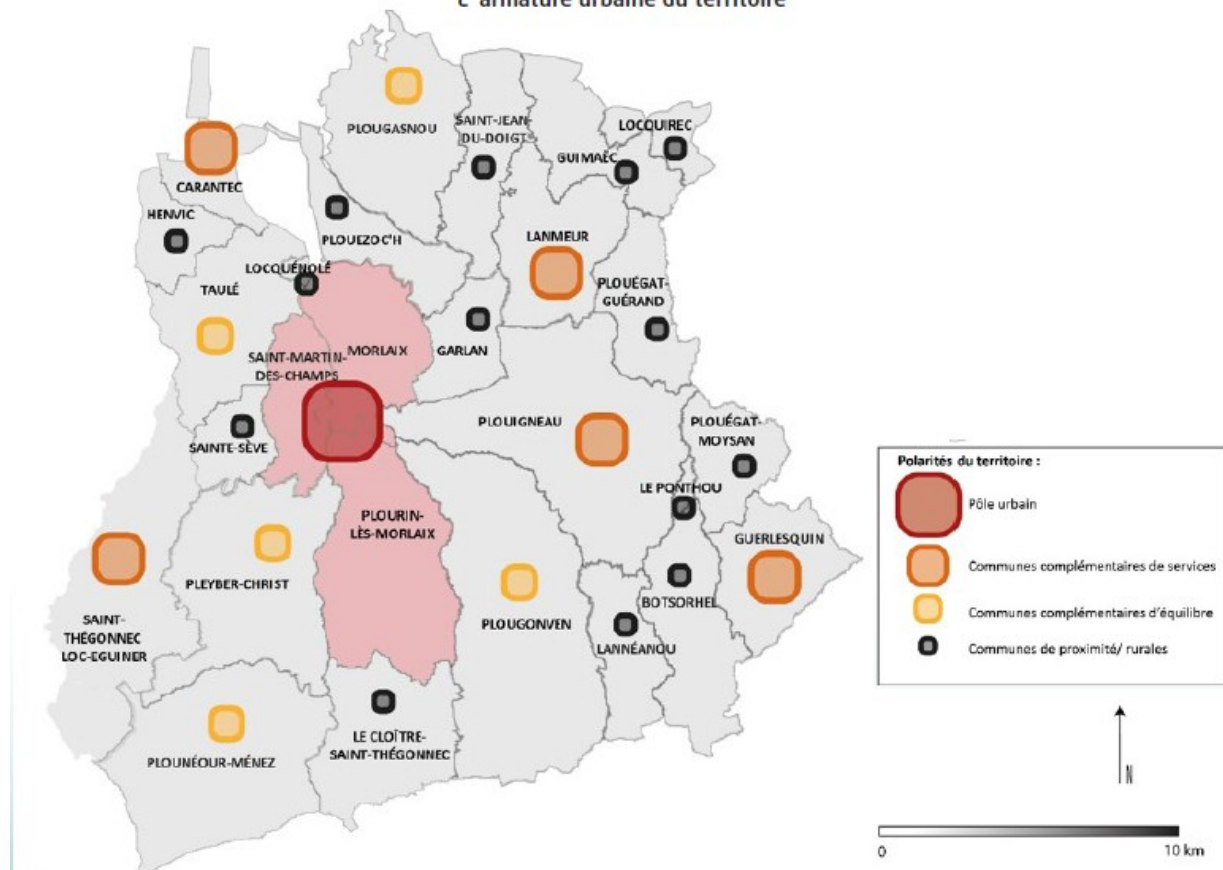 L'armature urbaine du territoire
PLOUGASNOU
SAINT-JEAN-
DU-DOIGT
LOCQUIREC
GUIMAËC
CARANTEC
HENVIC
PLOUEZOC'H
LANMEUR
LOCQUÉNOLÉ
TAULÉ
PLOUÉGAT-
GUÉRAND
SAINT-MARTIN-
DES-CHAMPS
MORLAIX
GARLAN
PLOUIGNEAU
PLOUÉGAT-
MOYSAN
SAINTE-SÈVE
LE PONTHOU
PLOURIN-
LÈS-MORLAIX
GUERLESQUIN
PLEYBER-CHRIST
BOTSORHEL
SAINT-
THÉGONNEC
LOC-EGUINER
PLOUGONVEN
LANNÉANOU
LE CLOÎTRE-
SAINT-THÉGONNEC
PLOUNÉOUR-MÉNEZ
Polarités du territoire :
Pôle urbain
Communes complémentaires de services
Communes complémentaires d'équilibre
Communes de proximité/ rurales
N
0
10 km